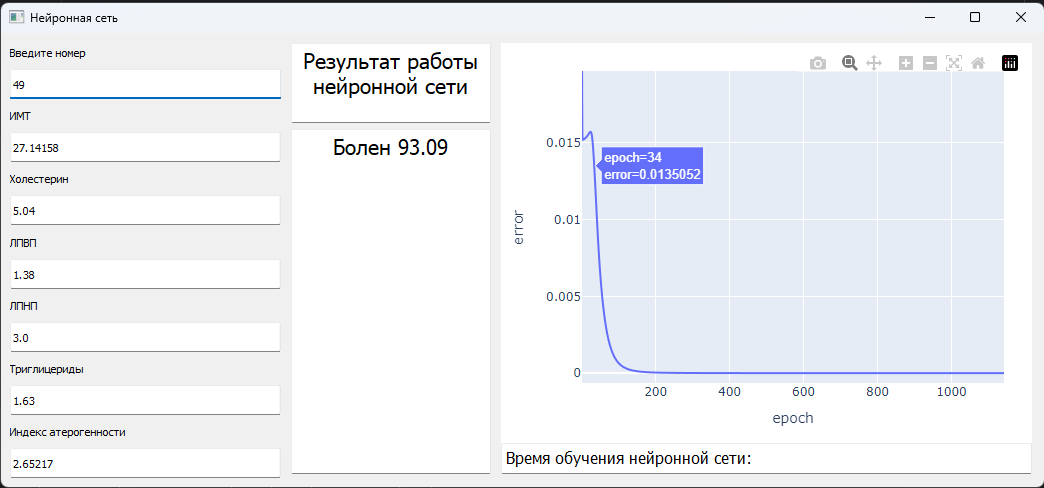 Нейронная сеть
Введите номер
49
ИМТ
27.14158
Холестерин
5.04
ЛПВП
1.38
ЛПНП
3.0
Триглицериды
1.63
Индекс атерогенности
2.65217
Результат работы
нейронной сети
Болен 93.09
0.015
0.01
0.005
0
error
epoch=34
error=0.0135052
200
400
600
800
1000
epoch
Время обучения нейронной сети: